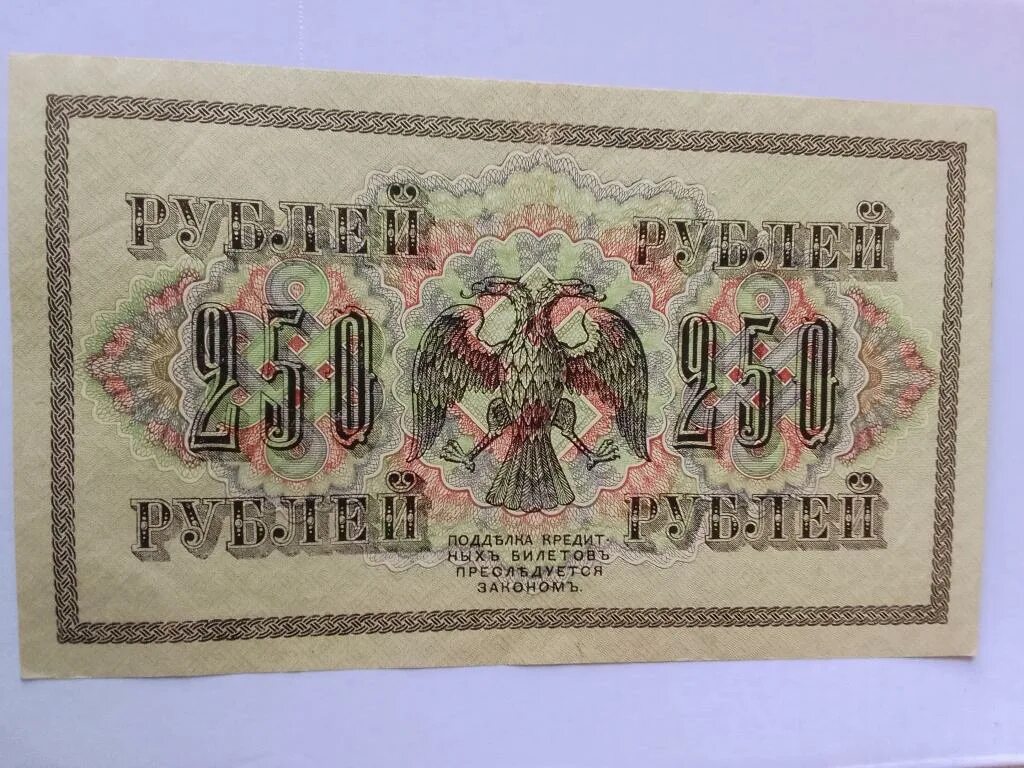 РУБЛЕЙ РУБЛЕЙ
250 250
РУБЛЕЙ РУБЛЕЙ
ПОДДѢЛКА КРЕДИТ-
НЫХЪ БИЛЕТОВЪ
ПРЕСЛѢДУЕТСЯ
ЗАКОНОМЪ.